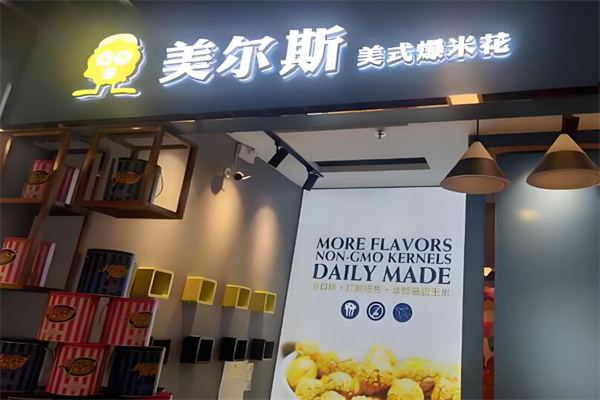 美尔斯 美式爆米花
MORE FLAVORS
NON-GMO KERNELS
DAILY MADE